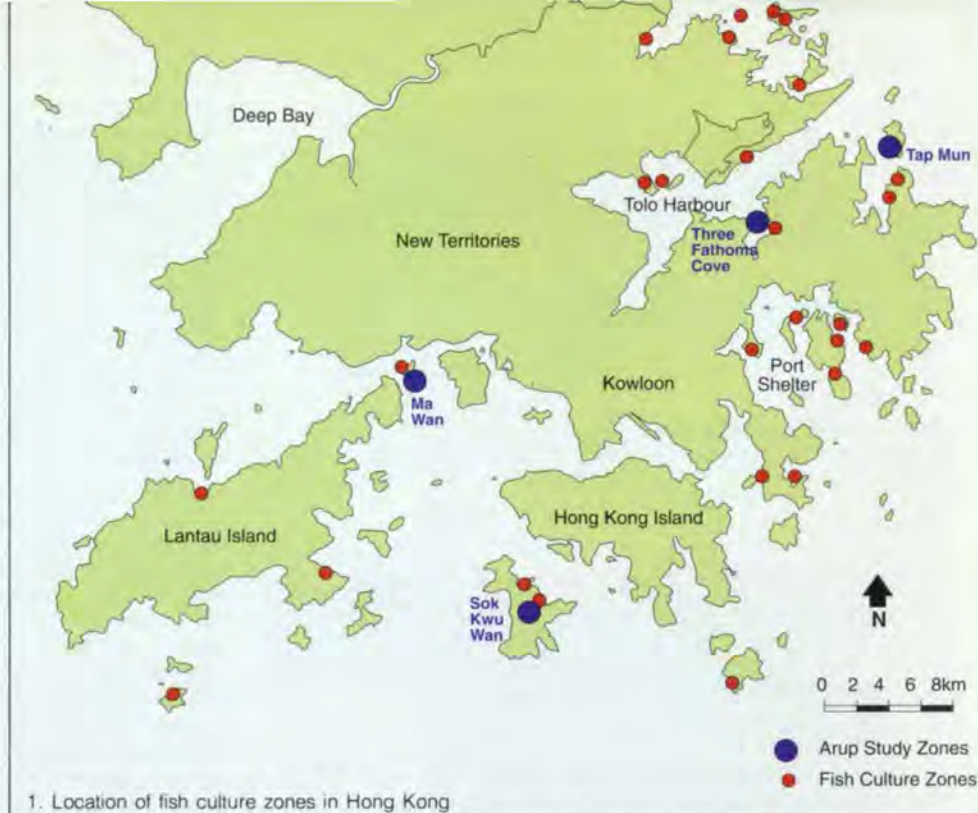 Deep Bay
Tap Mun
Tolo Harbour
New Territories
Three
Fathoms
Cove
Port
Shelter
Kowloon
Ma
Wan
Hong Kong Island
Lantau Island
Sok
Kwu
Wan
N
0 2 4 6 8km
Arup Study Zones
Fish Culture Zones
1. Location of fish culture zones in Hong Kong